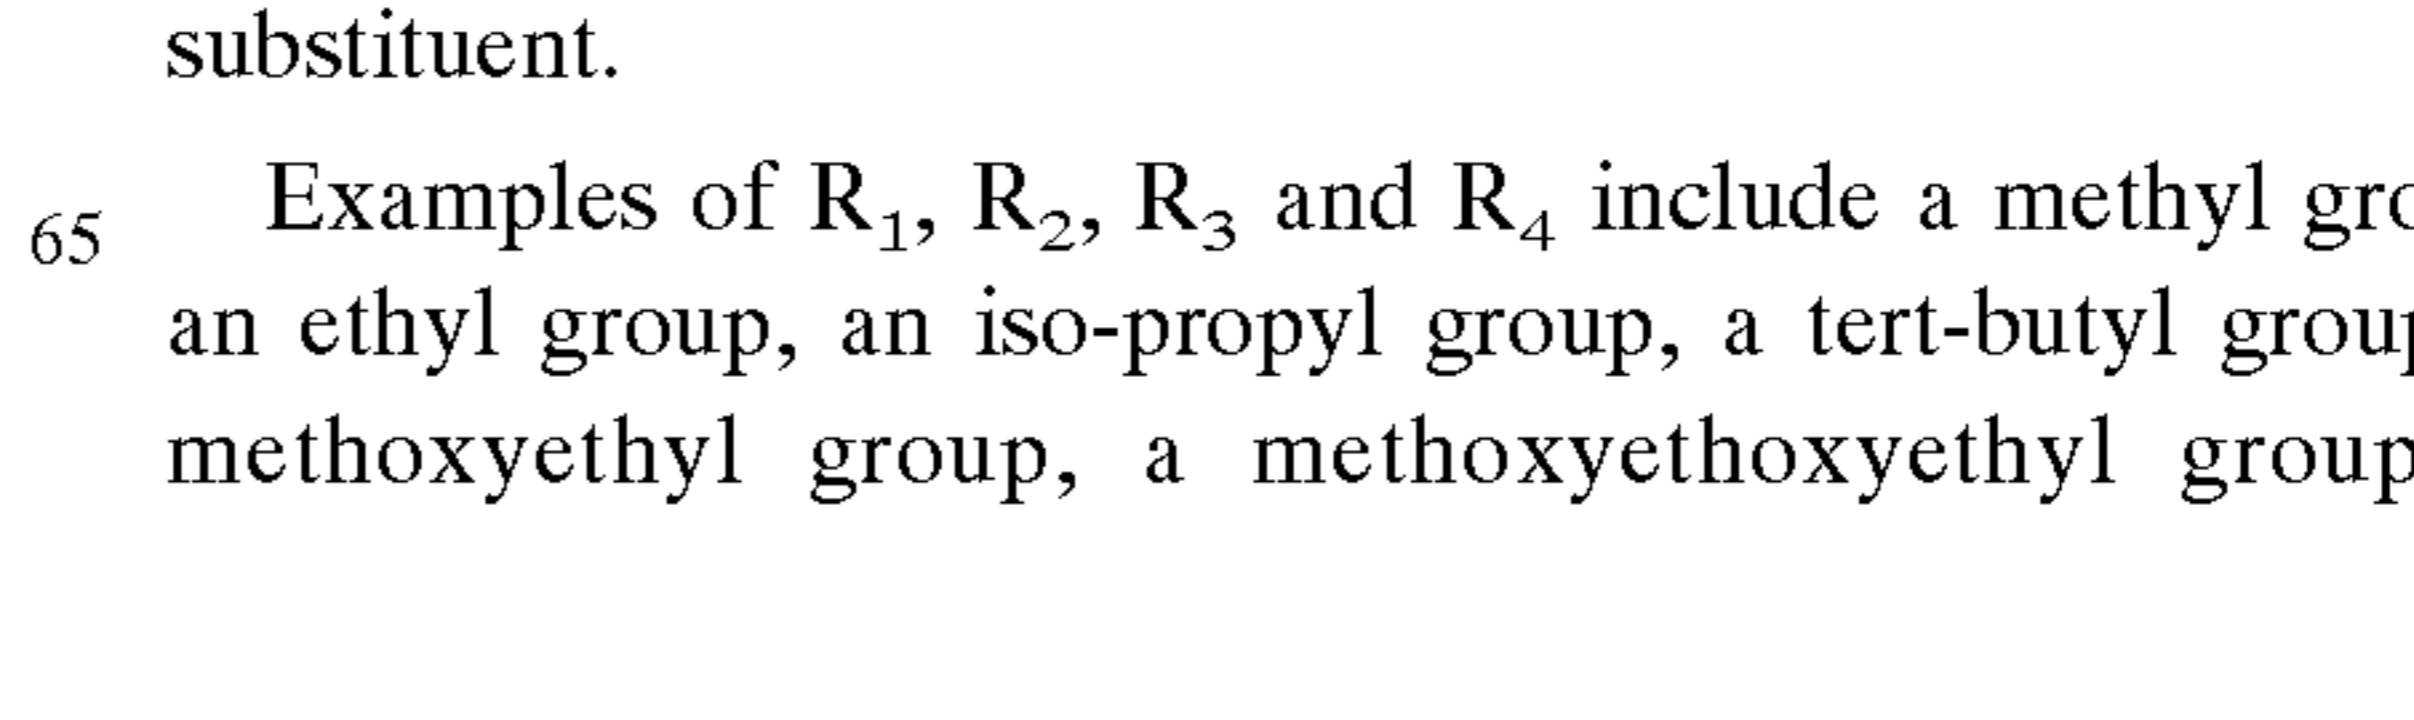 substituent.
65 Examples of R₁, R₂, R₃ and R₄ include a methyl
an ethyl group, an iso-propyl group, a tert-butyl
methoxyethyl group, a methoxyethoxyethyl group